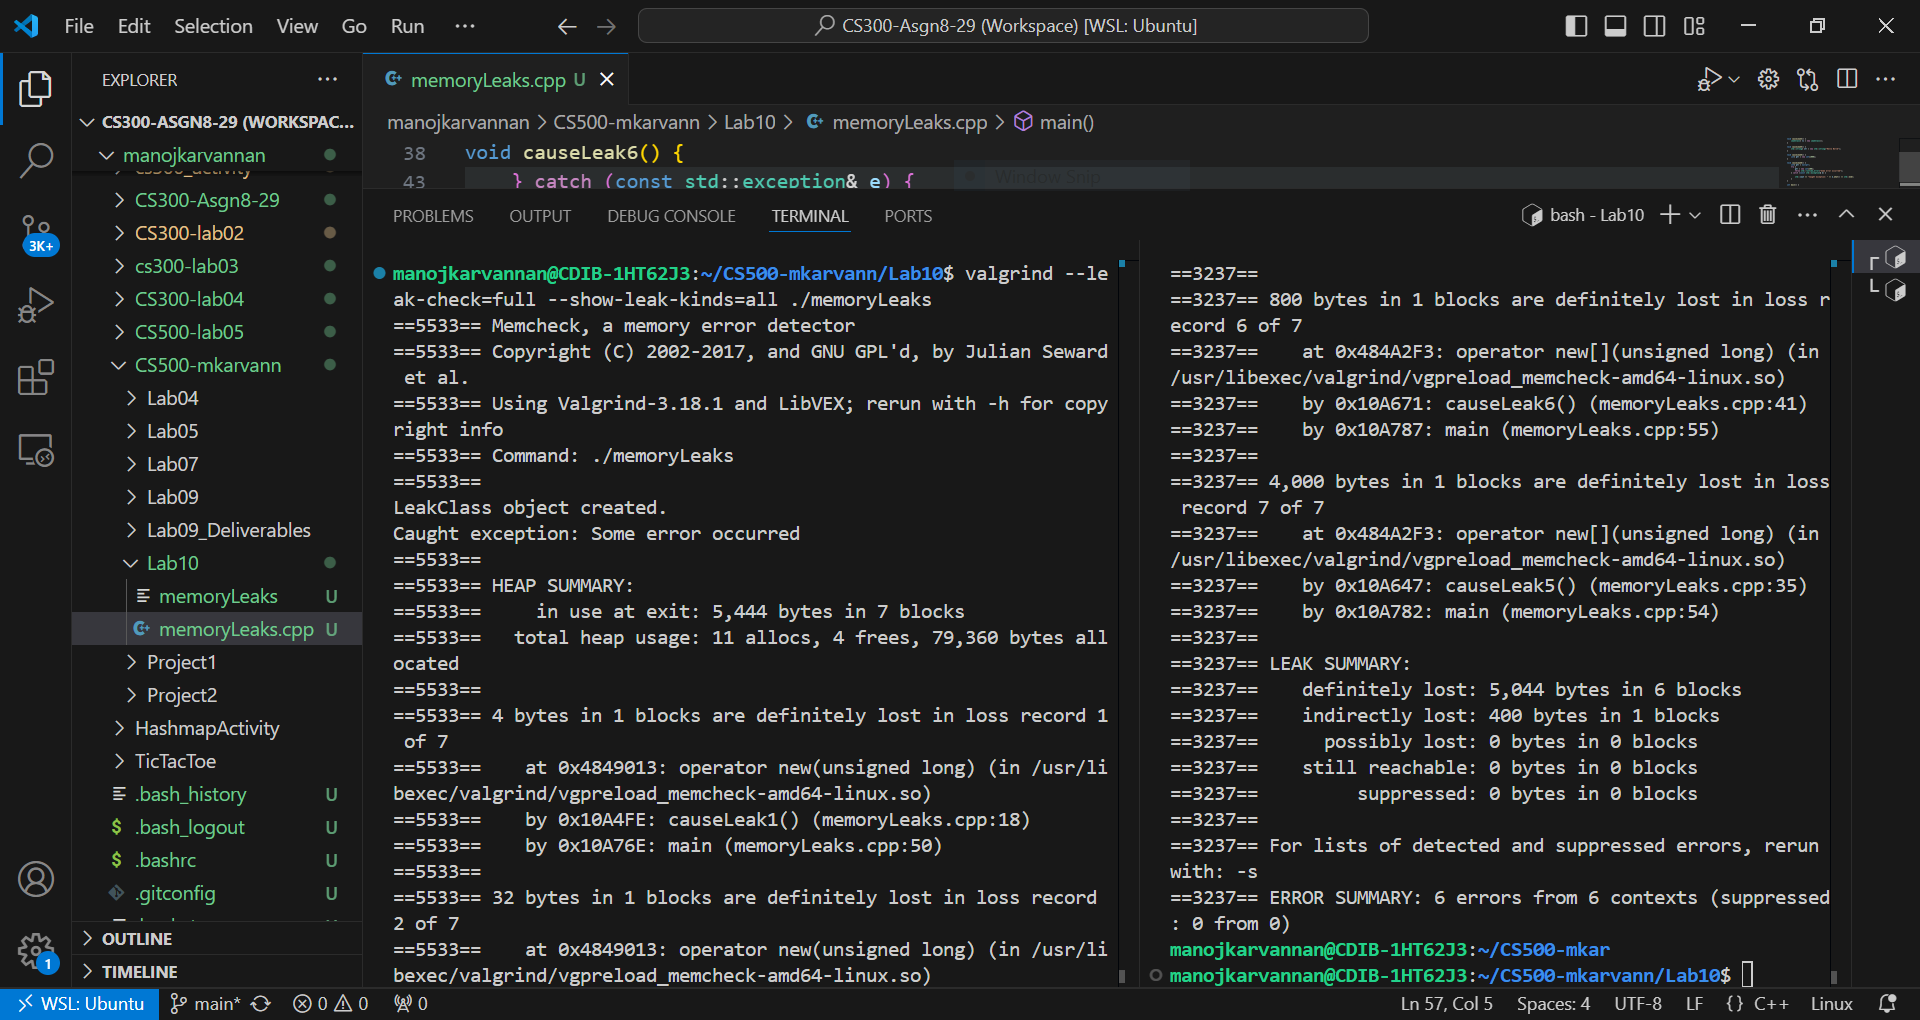 File Edit Selection View Go Run ··· CS300-Asgn8-29 (Workspace) [WSL: Ubuntu]
EXPLORER
CS300-ASGN8-29 (WORKSPAC...
manojkarvannan
cs300_activity
CS300-Asgn8-29
CS300-lab02
cs300-lab03
CS300-lab04
CS500-lab05
CS500-mkarvann
Lab04
Lab05
Lab07
Lab09
Lab09_Deliverables
Lab10
memoryLeaks U
memoryLeaks.cpp U
Project1
Project2
HashmapActivity
TicTacToe
.bash_history U
.bash_logout U
.bashrc U
.gitconfig U
OUTLINE
TIMELINE
3K+
1
memoryLeaks.cpp U
manojkarvannan > CS500-mkarvann > Lab10 > memoryLeaks.cpp > main()
38 void causeLeak6() {
43 } catch (const std::exception& e) {
Window Snip
PROBLEMS OUTPUT DEBUG CONSOLE TERMINAL PORTS
bash - Lab10
manojkarvannan@CDIB-1HT62J3:~/CS500-mkarvann/Lab10$ valgrind --le
ak-check=full --show-leak-kinds=all ./memoryLeaks
==5533== Memcheck, a memory error detector
==5533== Copyright (C) 2002-2017, and GNU GPL'd, by Julian Seward
et al.
==5533== Using Valgrind-3.18.1 and LibVEX; rerun with -h for copy
right info
==5533== Command: ./memoryLeaks
==5533==
LeakClass object created.
Caught exception: Some error occurred
==5533==
==5533== HEAP SUMMARY:
==5533==     in use at exit: 5,444 bytes in 7 blocks
==5533==   total heap usage: 11 allocs, 4 frees, 79,360 bytes all
ocated
==5533==
==5533== 4 bytes in 1 blocks are definitely lost in loss record 1
of 7
==5533==    at 0x4849013: operator new(unsigned long) (in /usr/li
bexec/valgrind/vgpreload_memcheck-amd64-linux.so)
==5533==    by 0x10A4FE: causeLeak1() (memoryLeaks.cpp:18)
==5533==    by 0x10A76E: main (memoryLeaks.cpp:50)
==5533==
==5533== 32 bytes in 1 blocks are definitely lost in loss record
2 of 7
==5533==    at 0x4849013: operator new(unsigned long) (in /usr/li
bexec/valgrind/vgpreload_memcheck-amd64-linux.so)
==3237==
==3237== 800 bytes in 1 blocks are definitely lost in loss r
ecord 6 of 7
==3237==    at 0x484A2F3: operator new[](unsigned long) (in
/usr/libexec/valgrind/vgpreload_memcheck-amd64-linux.so)
==3237==    by 0x10A671: causeLeak6() (memoryLeaks.cpp:41)
==3237==    by 0x10A787: main (memoryLeaks.cpp:55)
==3237==
==3237== 4,000 bytes in 1 blocks are definitely lost in loss
record 7 of 7
==3237==    at 0x484A2F3: operator new[](unsigned long) (in
/usr/libexec/valgrind/vgpreload_memcheck-amd64-linux.so)
==3237==    by 0x10A647: causeLeak5() (memoryLeaks.cpp:35)
==3237==    by 0x10A782: main (memoryLeaks.cpp:54)
==3237==
==3237== LEAK SUMMARY:
==3237==    definitely lost: 5,044 bytes in 6 blocks
==3237==    indirectly lost: 400 bytes in 1 blocks
==3237==      possibly lost: 0 bytes in 0 blocks
==3237==    still reachable: 0 bytes in 0 blocks
==3237==         suppressed: 0 bytes in 0 blocks
==3237==
==3237== For lists of detected and suppressed errors, rerun
with: -s
==3237== ERROR SUMMARY: 6 errors from 6 contexts (suppressed
: 0 from 0)
manojkarvannan@CDIB-1HT62J3:~/CS500-mkar
manojkarvannan@CDIB-1HT62J3:~/CS500-mkarvann/Lab10$
WSL: Ubuntu main* 0 0 0 Ln 57, Col 5 Spaces: 4 UTF-8 LF {} C++ Linux